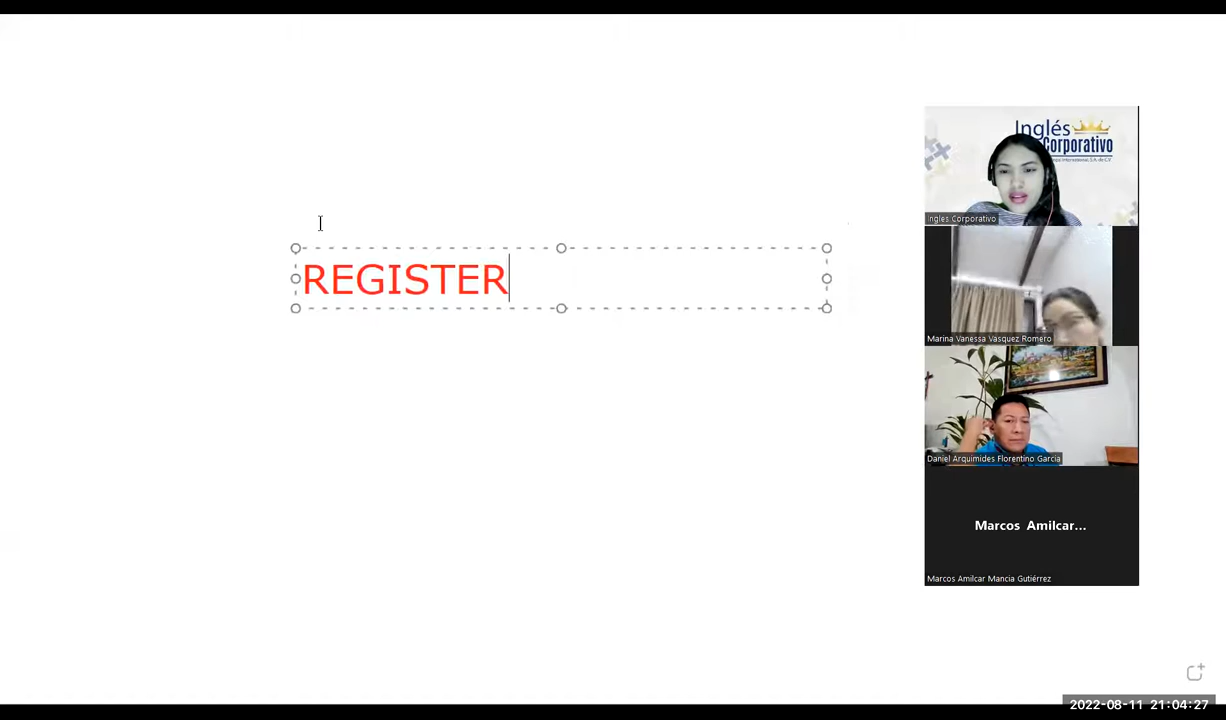 REGISTER
Inglés
Corporativo
Ingles Corporativo
Marina Vanessa Vasquez Romero
Daniel Arquimides Florentino Garcia
Marcos Amilcar...
Marcos Amilcar Mancia Gutiérrez
2022-08-11 21:04:27